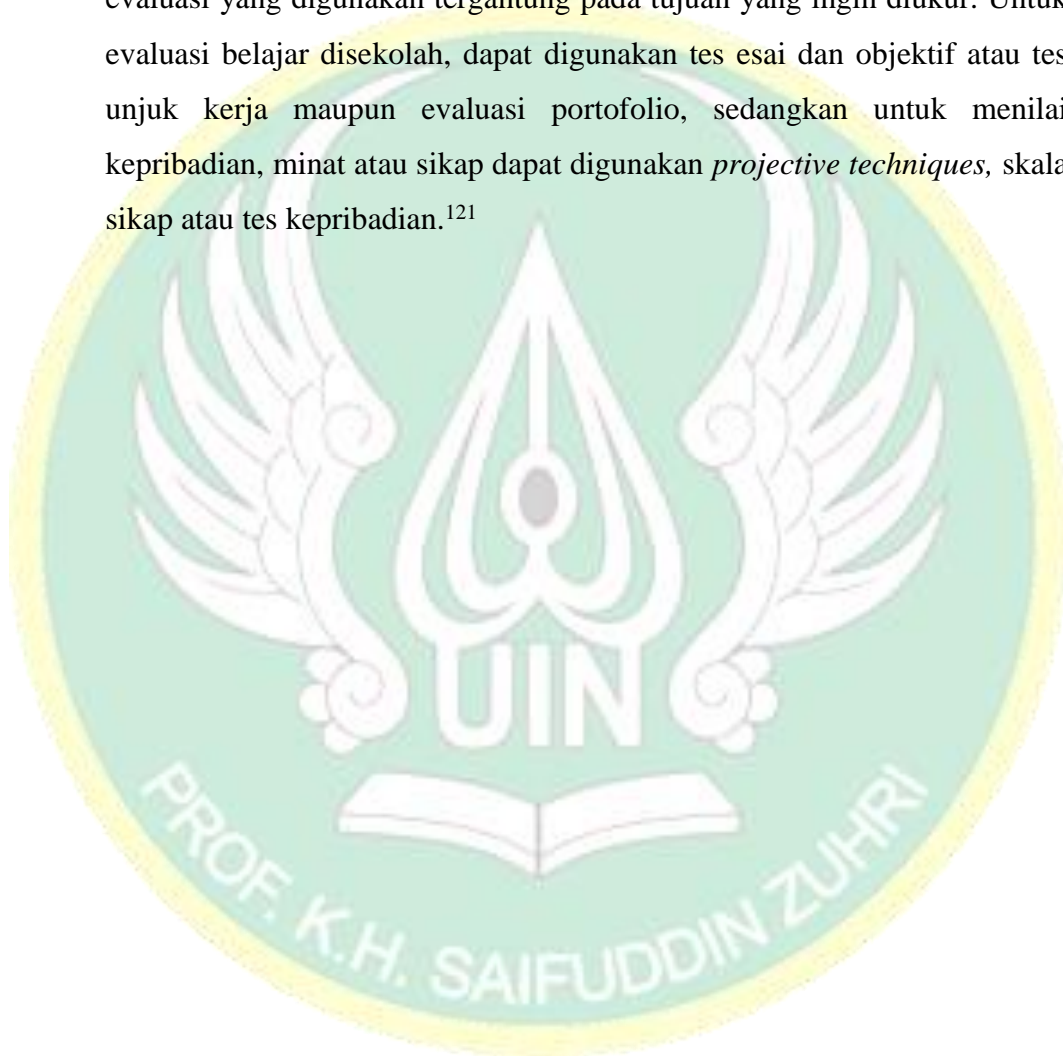 evaluasi yang digunakan tergantung pada tujuan yang ingin diukur. Untuk
evaluasi belajar disekolah, dapat digunakan tes esai dan objektif atau tes
unjuk kerja maupun evaluasi portofolio, sedangkan untuk menilai
kepribadian, minat atau sikap dapat digunakan projective techniques, skala
sikap atau tes kepribadian.121
UIN
PROF. K.H. SAIFUDDIN ZUHRI